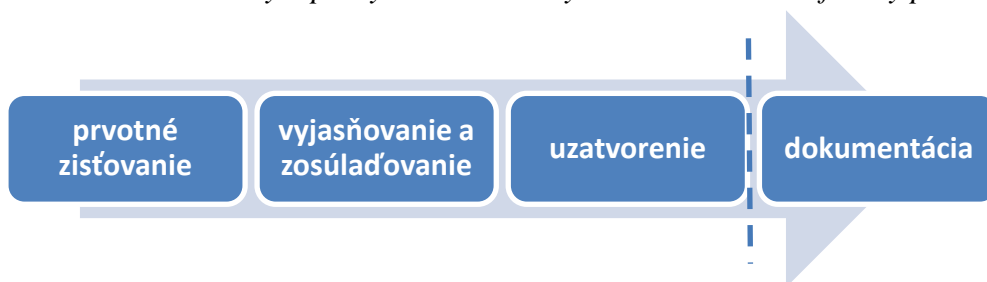 prvotné
zisťovanie
vyjasňovanie a
zosúlaďovanie
uzatvorenie
dokumentácia